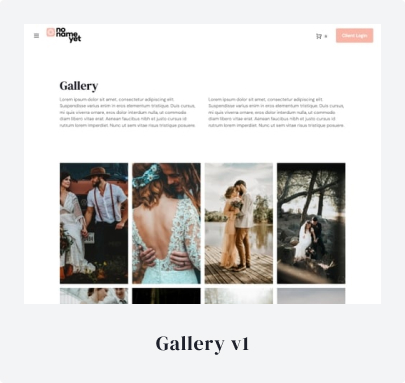 no
name
yet
0
Client Login
Gallery
Lorem ipsum dolor sit amet, consectetur adipiscing elit.
Suspendisse varius enim in eros elementum tristique. Duis cursus,
mi quis viverra ornare, eros dolor interdum nulla, ut commodo
diam libero vitae erat. Aenean faucibus nibh et justo cursus id
rutrum lorem imperdiet. Nunc ut sem vitae risus tristique posuere.
Lorem ipsum dolor sit amet, consectetur adipiscing elit.
Suspendisse varius enim in eros elementum tristique. Duis cursus,
mi quis viverra ornare, eros dolor interdum nulla, ut commodo
diam libero vitae erat. Aenean faucibus nibh et justo cursus id
rutrum lorem imperdiet. Nunc ut sem vitae risus tristique posuere.
Gallery v1